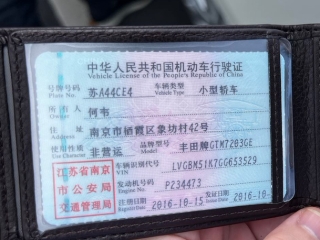 中华人民共和国机动车行驶证
Vehicle License of the People's Republic of China
号牌号码 苏A44CE4 车辆类型 小型轿车
Plate No. Vehicle Type
所有人 何韦
Owner
住址 南京市栖霞区象坊村42号
Address
使用性质 非营运 品牌型号 丰田牌GTM7203GE
Use Character Model
江苏省南京市公安局交通管理局
车辆识别代号 LVGBM51K7GG653529
VIN
发动机号码 P234473
Engine No.
注册日期 2016-10-15 发证日期 2016-10-
Register Date Issue Date